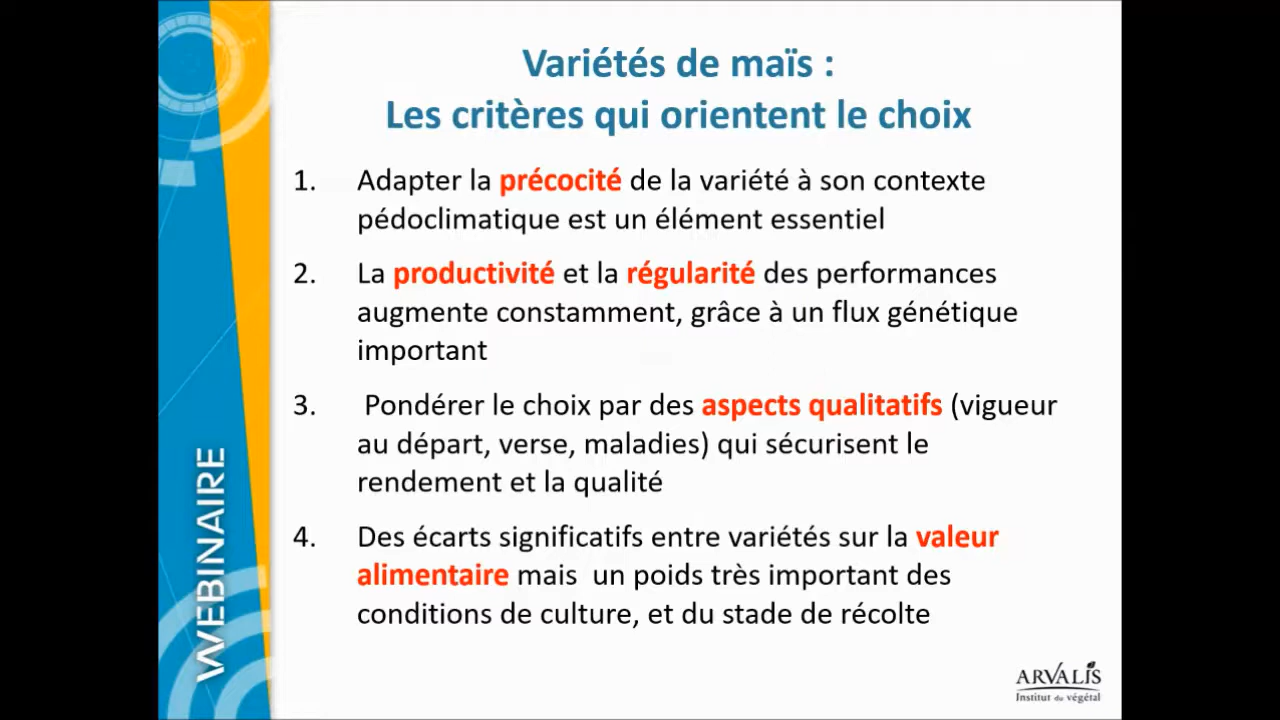 Variétés de maïs :
Les critères qui orientent le choix
1. Adapter la précocité de la variété à son contexte
pédoclimatique est un élément essentiel
2. La productivité et la régularité des performances
augmente constamment, grâce à un flux génétique
important
3. Pondérer le choix par des aspects qualitatifs (vigueur
au départ, verse, maladies) qui sécurisent le
rendement et la qualité
4. Des écarts significatifs entre variétés sur la valeur
alimentaire mais un poids très important des
conditions de culture, et du stade de récolte
WEBINAIRE
ARVALIS
Institut du végétal